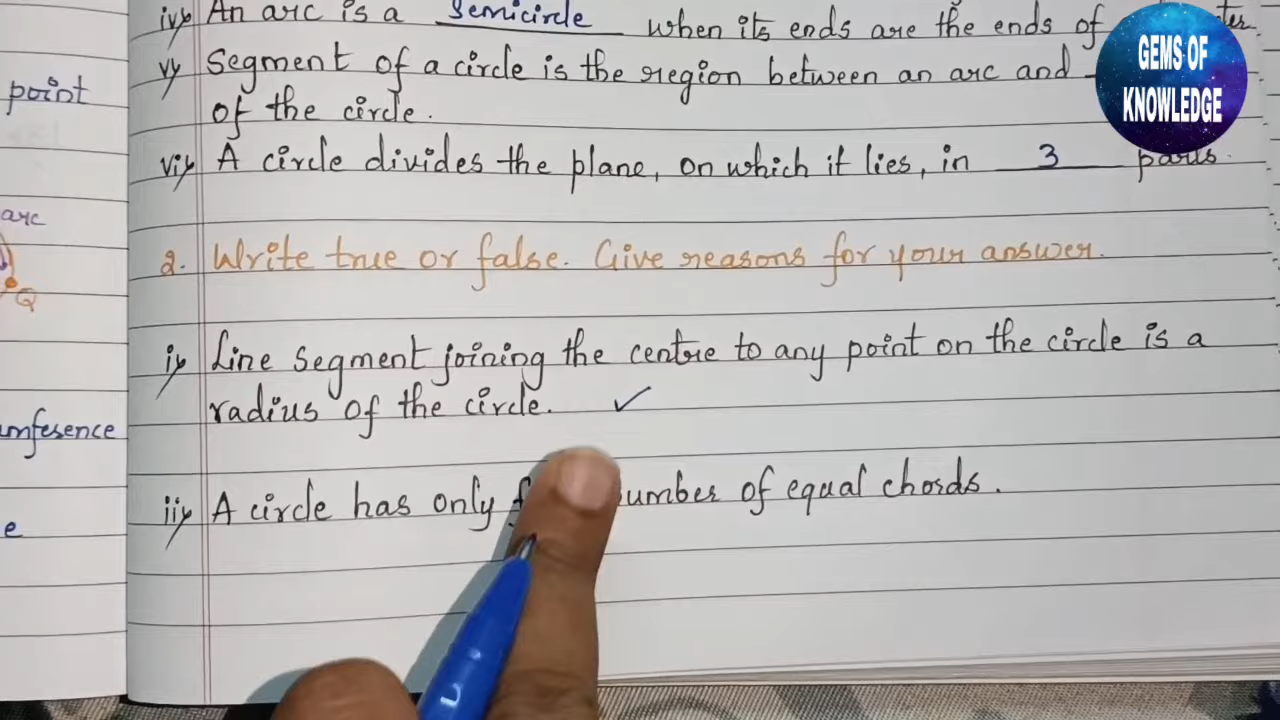 point
arc
Q
e
iv) An arc is a semicircle when its ends are the ends of
v) Segment of a circle is the region between an arc and
of the circle.
vi) A circle divides the plane, on which it lies, in 3 parts.
2. Write true or false. Give reasons for your answer.
i) Line segment joining the centre to any point on the circle is a
radius of the circle. ✓
ii) A circle has only number of equal chords.
GEMS OF
KNOWLEDGE